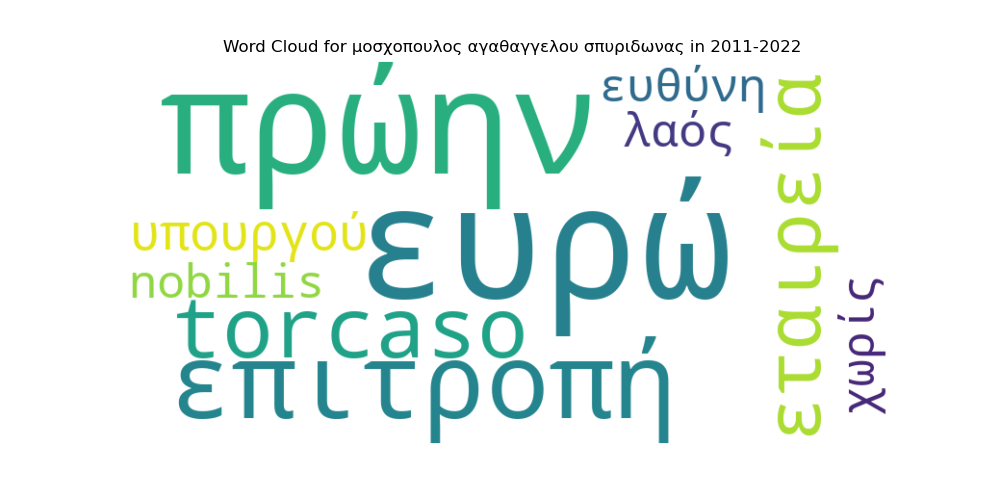 Word Cloud for μοσχοπουλος αγαθαγγελου σπυριδωνας in 2011-2022
πρώην
ευθύνη
λαός
εταιρεία
υπουργού
ευρώ
nobilis
torcaso
επιτροπή
χωρίς